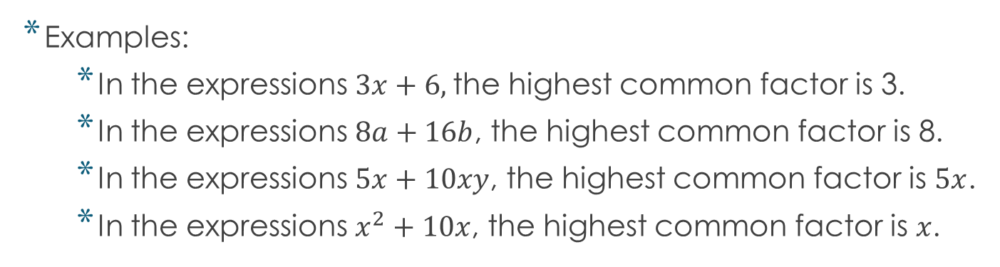 * Examples:
* In the expressions 3x + 6, the highest common factor is 3.
* In the expressions 8a + 16b, the highest common factor is 8.
* In the expressions 5x + 10xy, the highest common factor is 5x.
* In the expressions x² + 10x, the highest common factor is x.